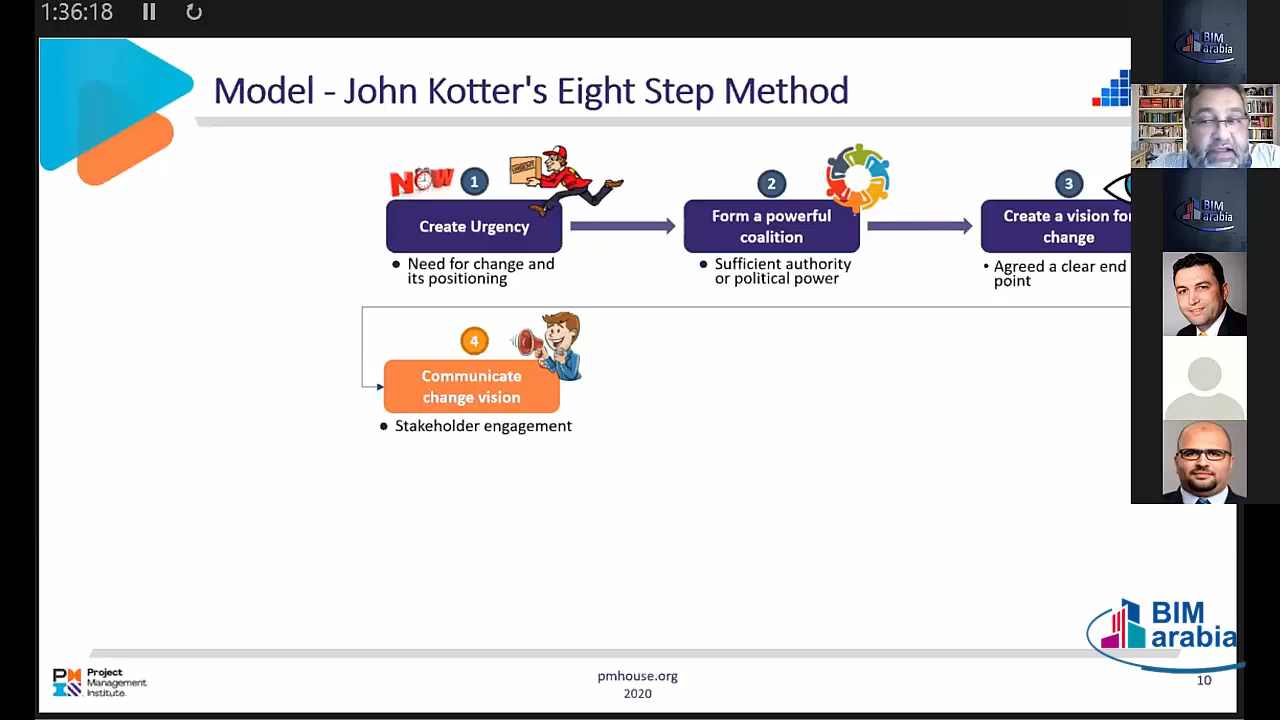 1:36:18
Model - John Kotter's Eight Step Method
NOW
1
2
3
Create Urgency
Form a powerful
coalition
Create a vision for
change
• Need for change and
its positioning
• Sufficient authority
or political power
• Agreed a clear end
point
4
Communicate
change vision
• Stakeholder engagement
BIM
arabia
BIM
arabia
BIM
arabia
Project
Management
Institute.
pmhouse.org
2020
10